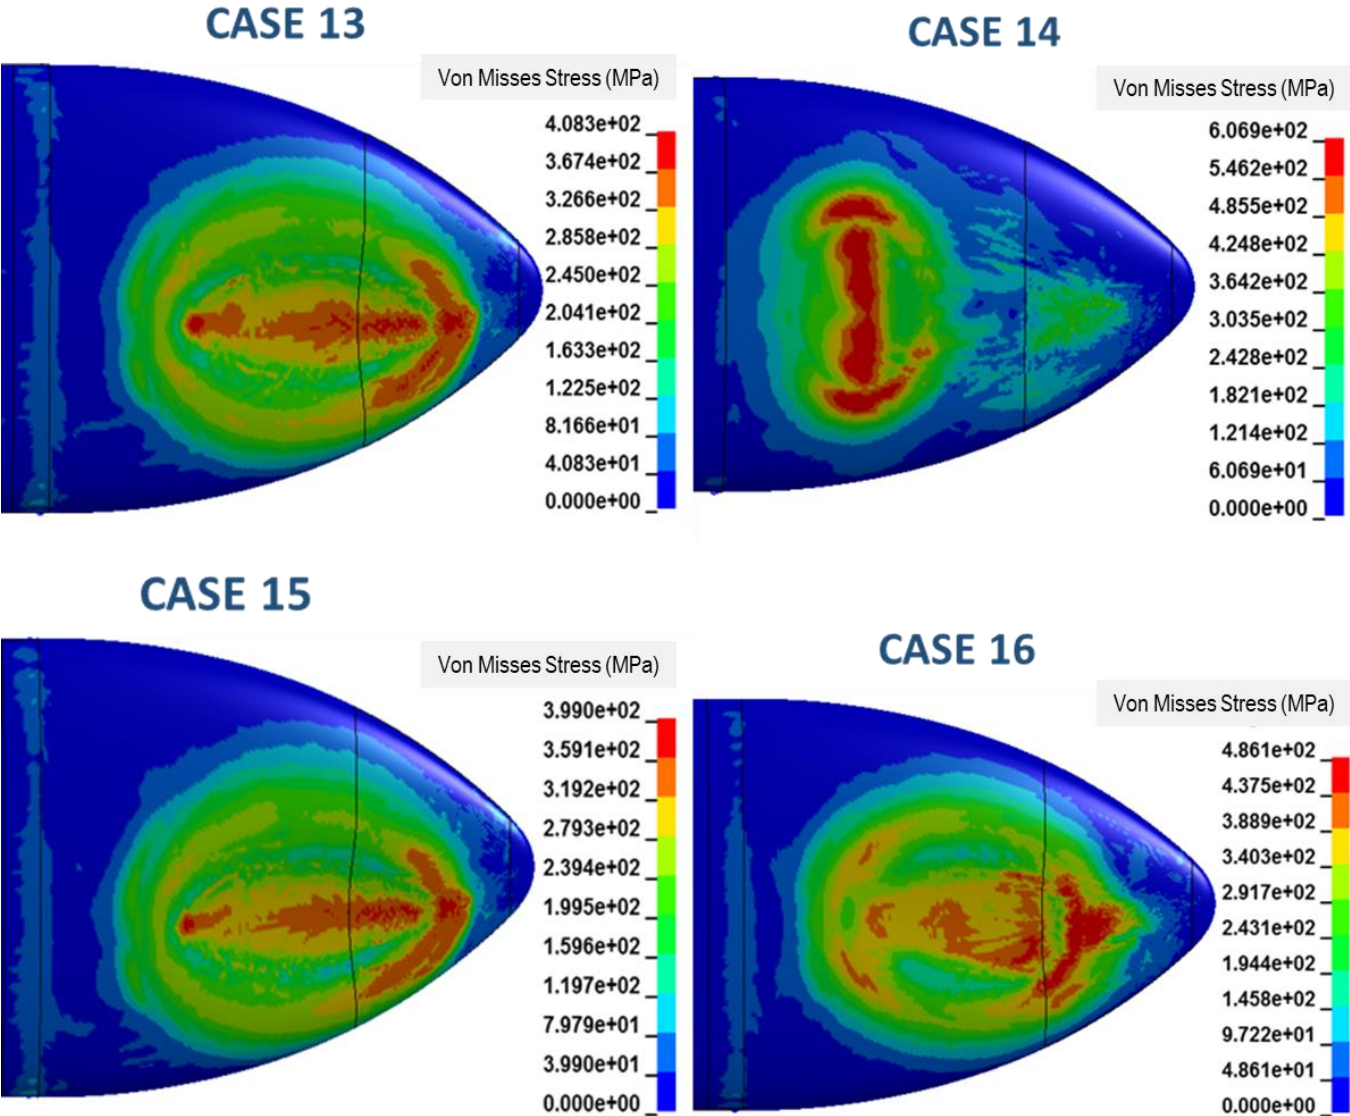 CASE 13
Von Misses Stress (MPa)
4.083e+02
3.674e+02
3.266e+02
2.858e+02
2.450e+02
2.041e+02
1.633e+02
1.225e+02
8.166e+01
4.083e+01
0.000e+00
CASE 14
Von Misses Stress (MPa)
6.069e+02
5.462e+02
4.855e+02
4.248e+02
3.642e+02
3.035e+02
2.428e+02
1.821e+02
1.214e+02
6.069e+01
0.000e+00
CASE 15
Von Misses Stress (MPa)
3.990e+02
3.591e+02
3.192e+02
2.793e+02
2.394e+02
1.995e+02
1.596e+02
1.197e+02
7.979e+01
3.990e+01
0.000e+00
CASE 16
Von Misses Stress (MPa)
4.861e+02
4.375e+02
3.889e+02
3.403e+02
2.917e+02
2.431e+02
1.944e+02
1.458e+02
9.722e+01
4.861e+01
0.000e+00